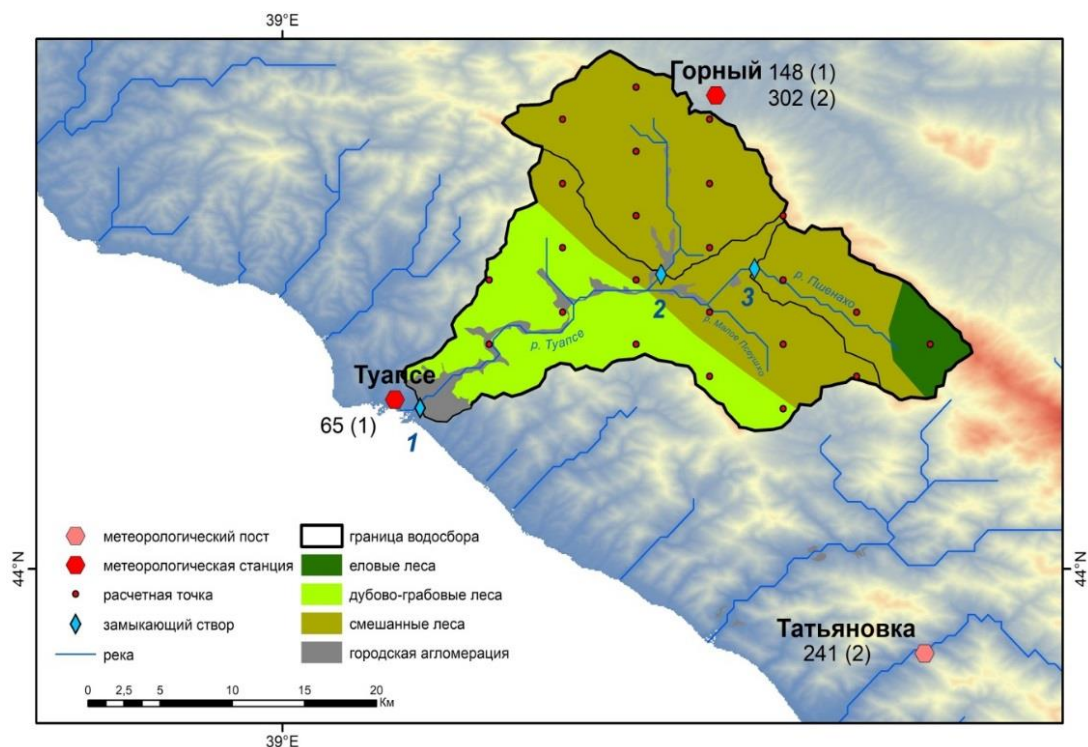 39°E
Горный 148 (1)
302 (2)
р. Пшенахо
3
2
р. Малое Псеушхо
р. Туапсе
Туапсе
65 (1)
1
44°N
44°N
Татьяновка
241 (2)
метеорологический пост
метеорологическая станция
расчетная точка
замыкающий створ
река
граница водосбора
еловые леса
дубово-грабовые леса
смешанные леса
городская агломерация
0 2,5 5 10 15 20
Км
39°E